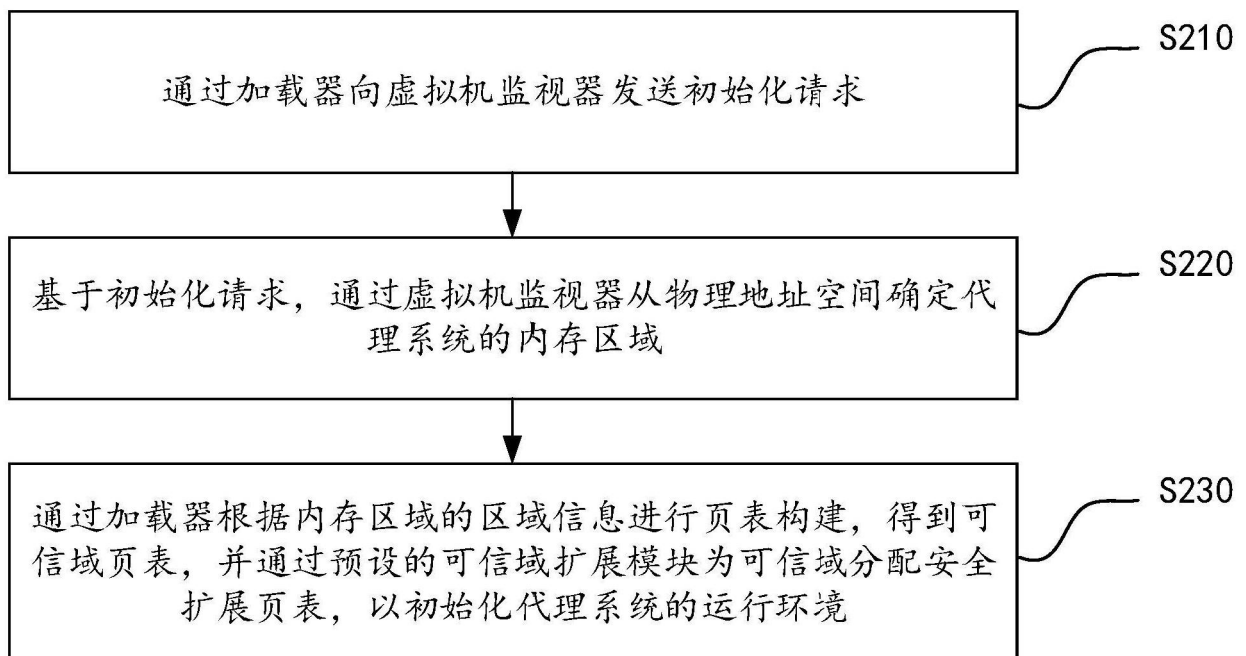 通过加载器向虚拟机监视器发送初始化请求
S210
基于初始化请求，通过虚拟机监视器从物理地址空间确定代
理系统的内存区域
S220
通过加载器根据内存区域的区域信息进行页表构建，得到可
信域页表，并通过预设的可信域扩展模块为可信域分配安全
扩展页表，以初始化代理系统的运行环境
S230